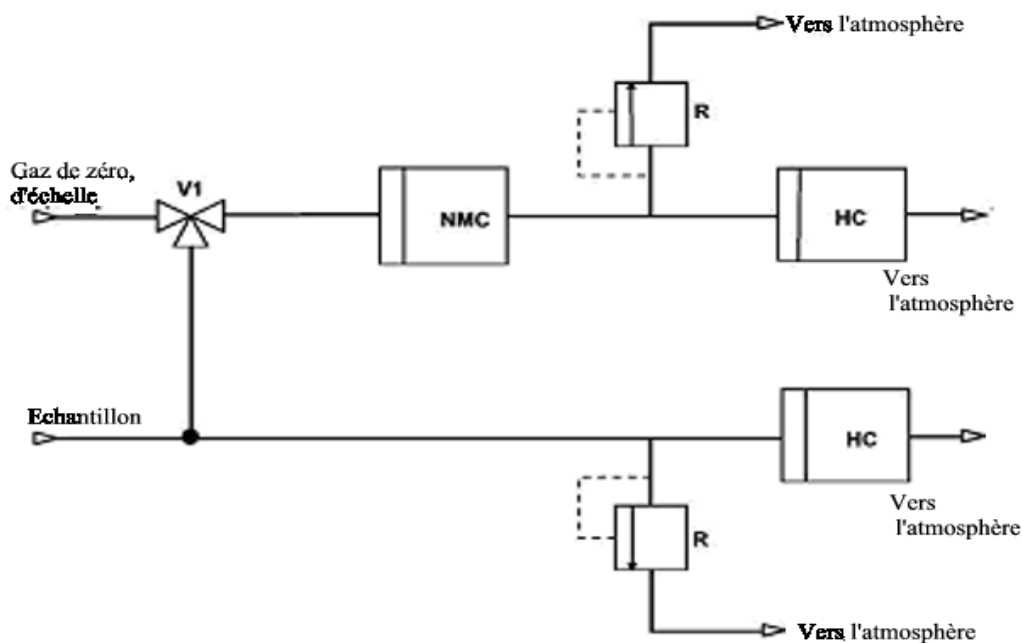 Vers l'atmosphère
R
Gaz de zéro,
d'échelle
V1
NMC
HC
Vers
l'atmosphère
Echantillon
HC
Vers
l'atmosphère
R
Vers l'atmosphère